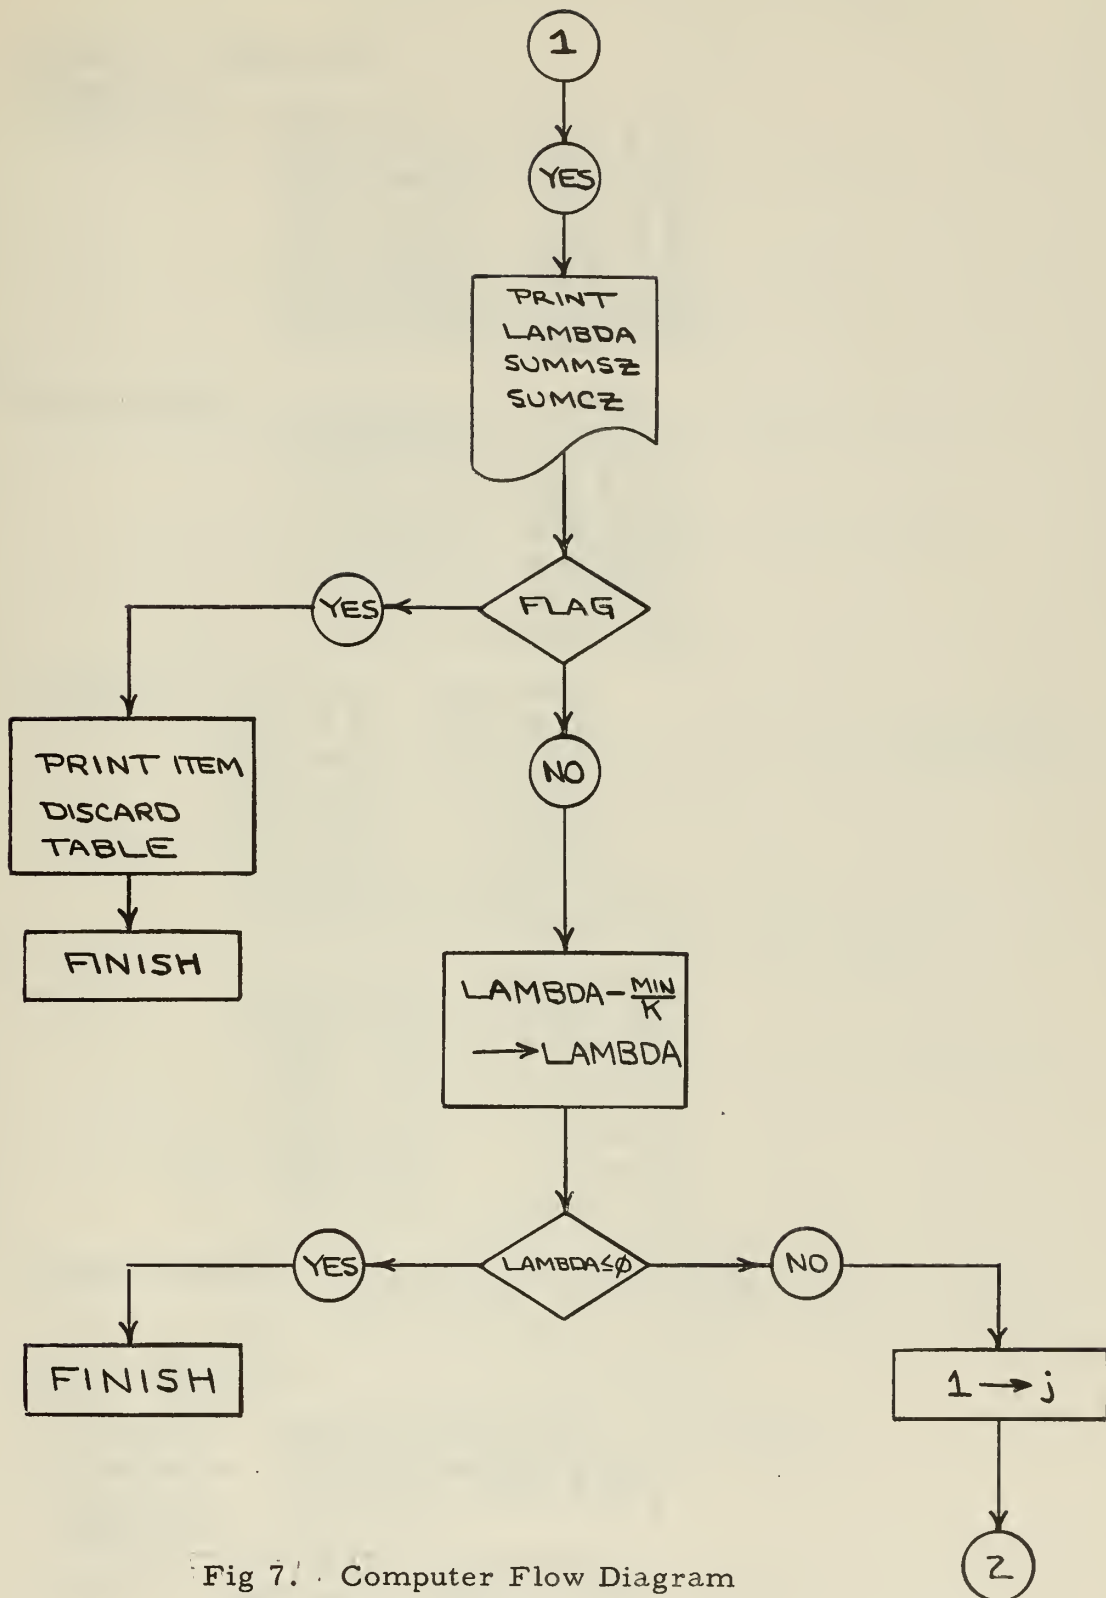 1
YES
PRINT
LAMBDA
SUMMSZ
SUMCZ
FLAG
YES
NO
PRINT ITEM
DISCARD
TABLE
FINISH
LAMBDA - MIN/K
→ LAMBDA
LAMBDA≤ϕ
YES
NO
FINISH
1 → j
2
Fig 7. Computer Flow Diagram